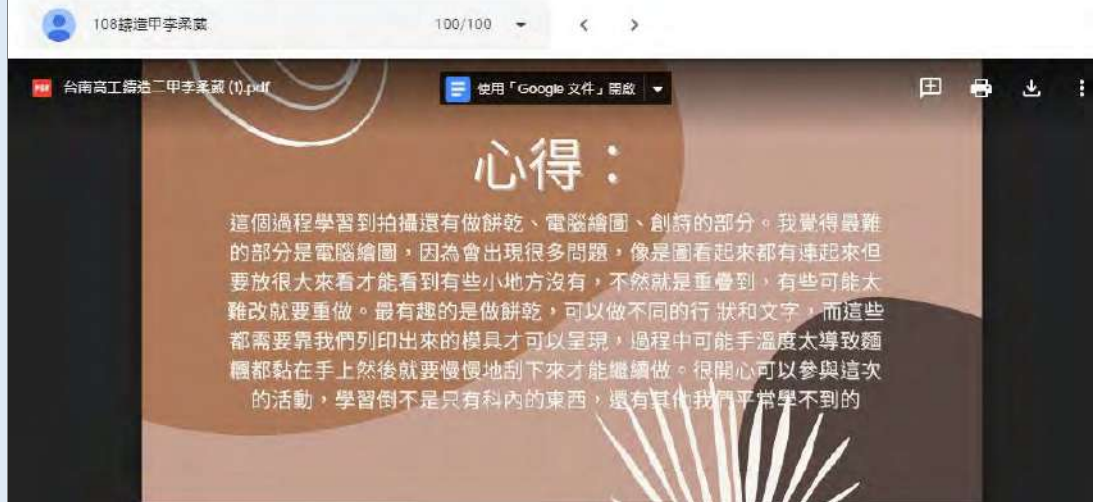 108鑄造甲李柔葳
100/100
台南高工鑄造二甲李柔葳 (1).pdf
使用「Google 文件」開啟
心得：
這個過程學習到拍攝還有做餅乾、電腦繪圖、創詩的部分。我覺得最難
的部分是電腦繪圖，因為會出現很多問題，像是圖看起來都有連起來但
要放很大來看才能看到有些小地方沒有，不然就是重疊到，有些可能太
難改就要重做。最有趣的是做餅乾，可以做不同的行 狀和文字，而這些
都需要靠我們列印出來的模具才可以呈現，過程中可能手溫度太導致麵
糰都黏在手上然後就要慢慢地刮下來才能繼續做。很開心可以參與這次
的活動，學習倒不是只有科內的東西，還有其他我們平常學不到的